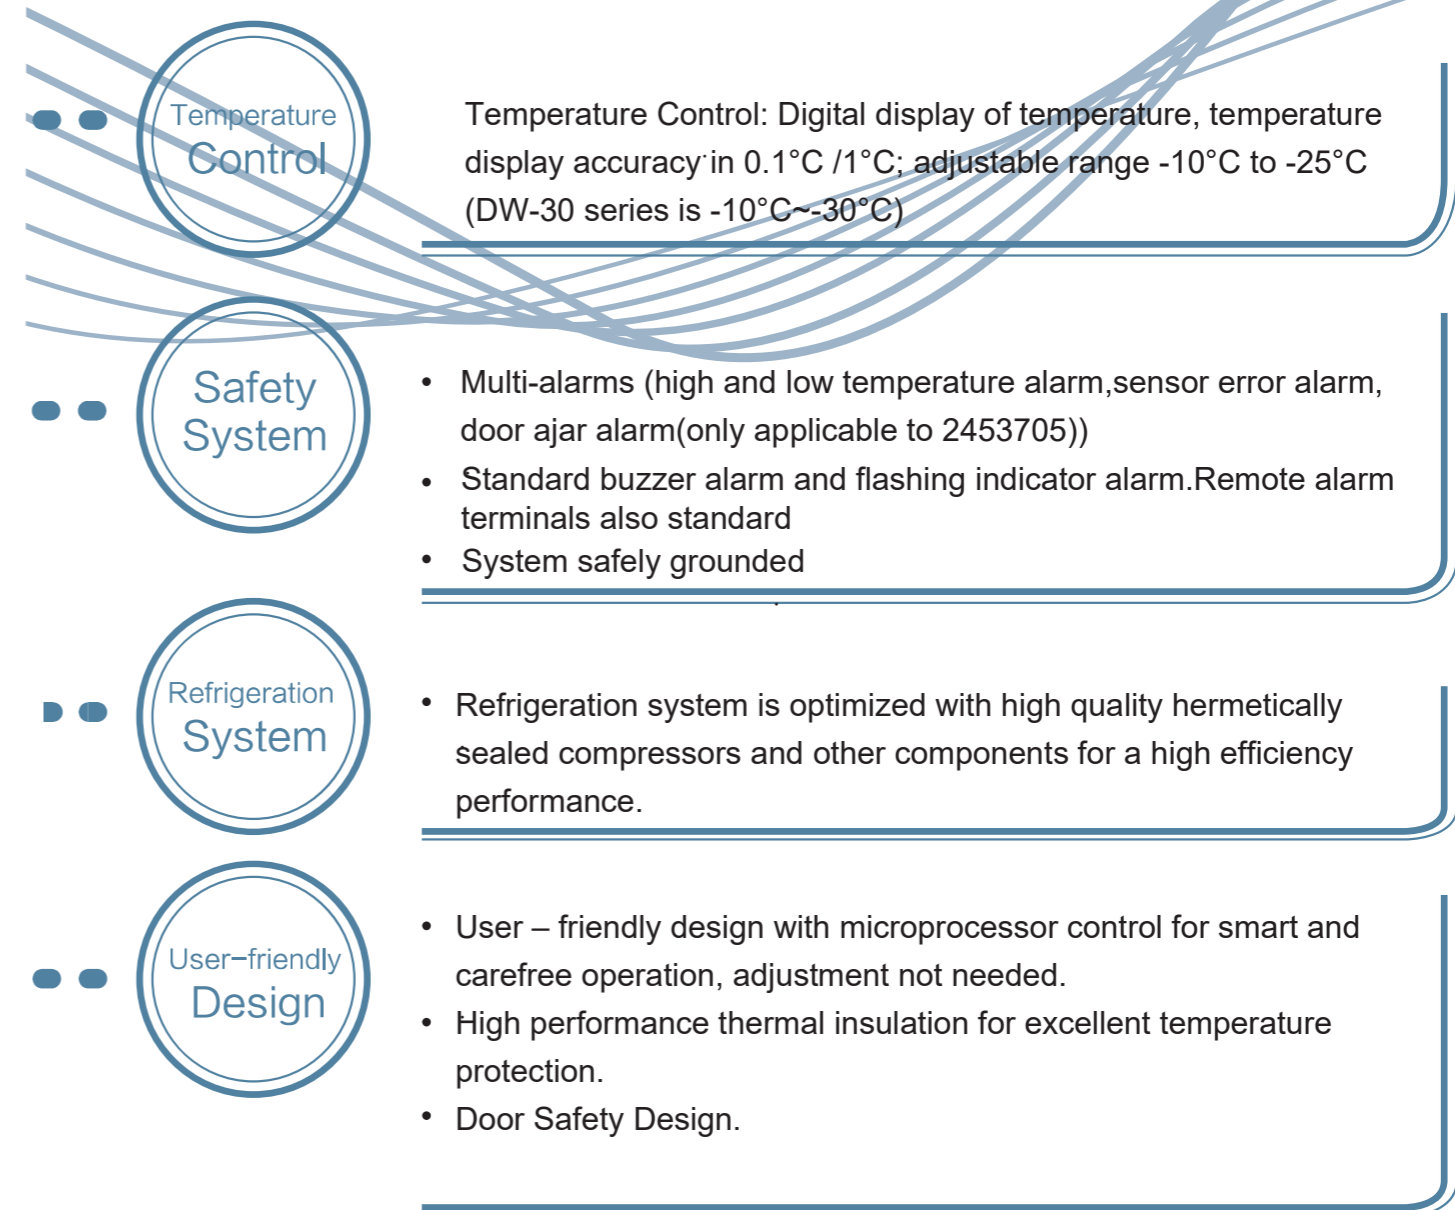 Temperature
Control
Temperature Control: Digital display of temperature, temperature
display accuracy in 0.1°C /1°C; adjustable range -10°C to -25°C
(DW-30 series is -10°C~-30°C)
Safety
System
• Multi-alarms (high and low temperature alarm,sensor error alarm,
door ajar alarm(only applicable to 2453705))
• Standard buzzer alarm and flashing indicator alarm.Remote alarm
terminals also standard
• System safely grounded
Refrigeration
System
• Refrigeration system is optimized with high quality hermetically
sealed compressors and other components for a high efficiency
performance.
User–friendly
Design
• User – friendly design with microprocessor control for smart and
carefree operation, adjustment not needed.
• High performance thermal insulation for excellent temperature
protection.
• Door Safety Design.